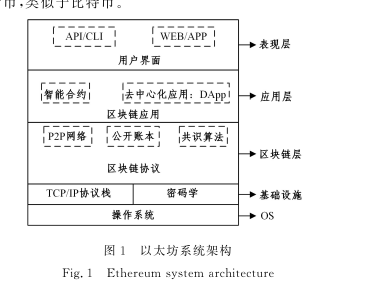 币,类似于比特币。
API/CLI WEB/APP
用户界面 表现层
智能合约 去中心化应用:DApp 应用层
区块链应用
P2P网络 公开账本 共识算法
区块链协议 区块链层
TCP/IP协议栈 密码学 基础设施
操作系统 OS
图 1 以太坊系统架构
Fig. 1 Ethereum system architecture